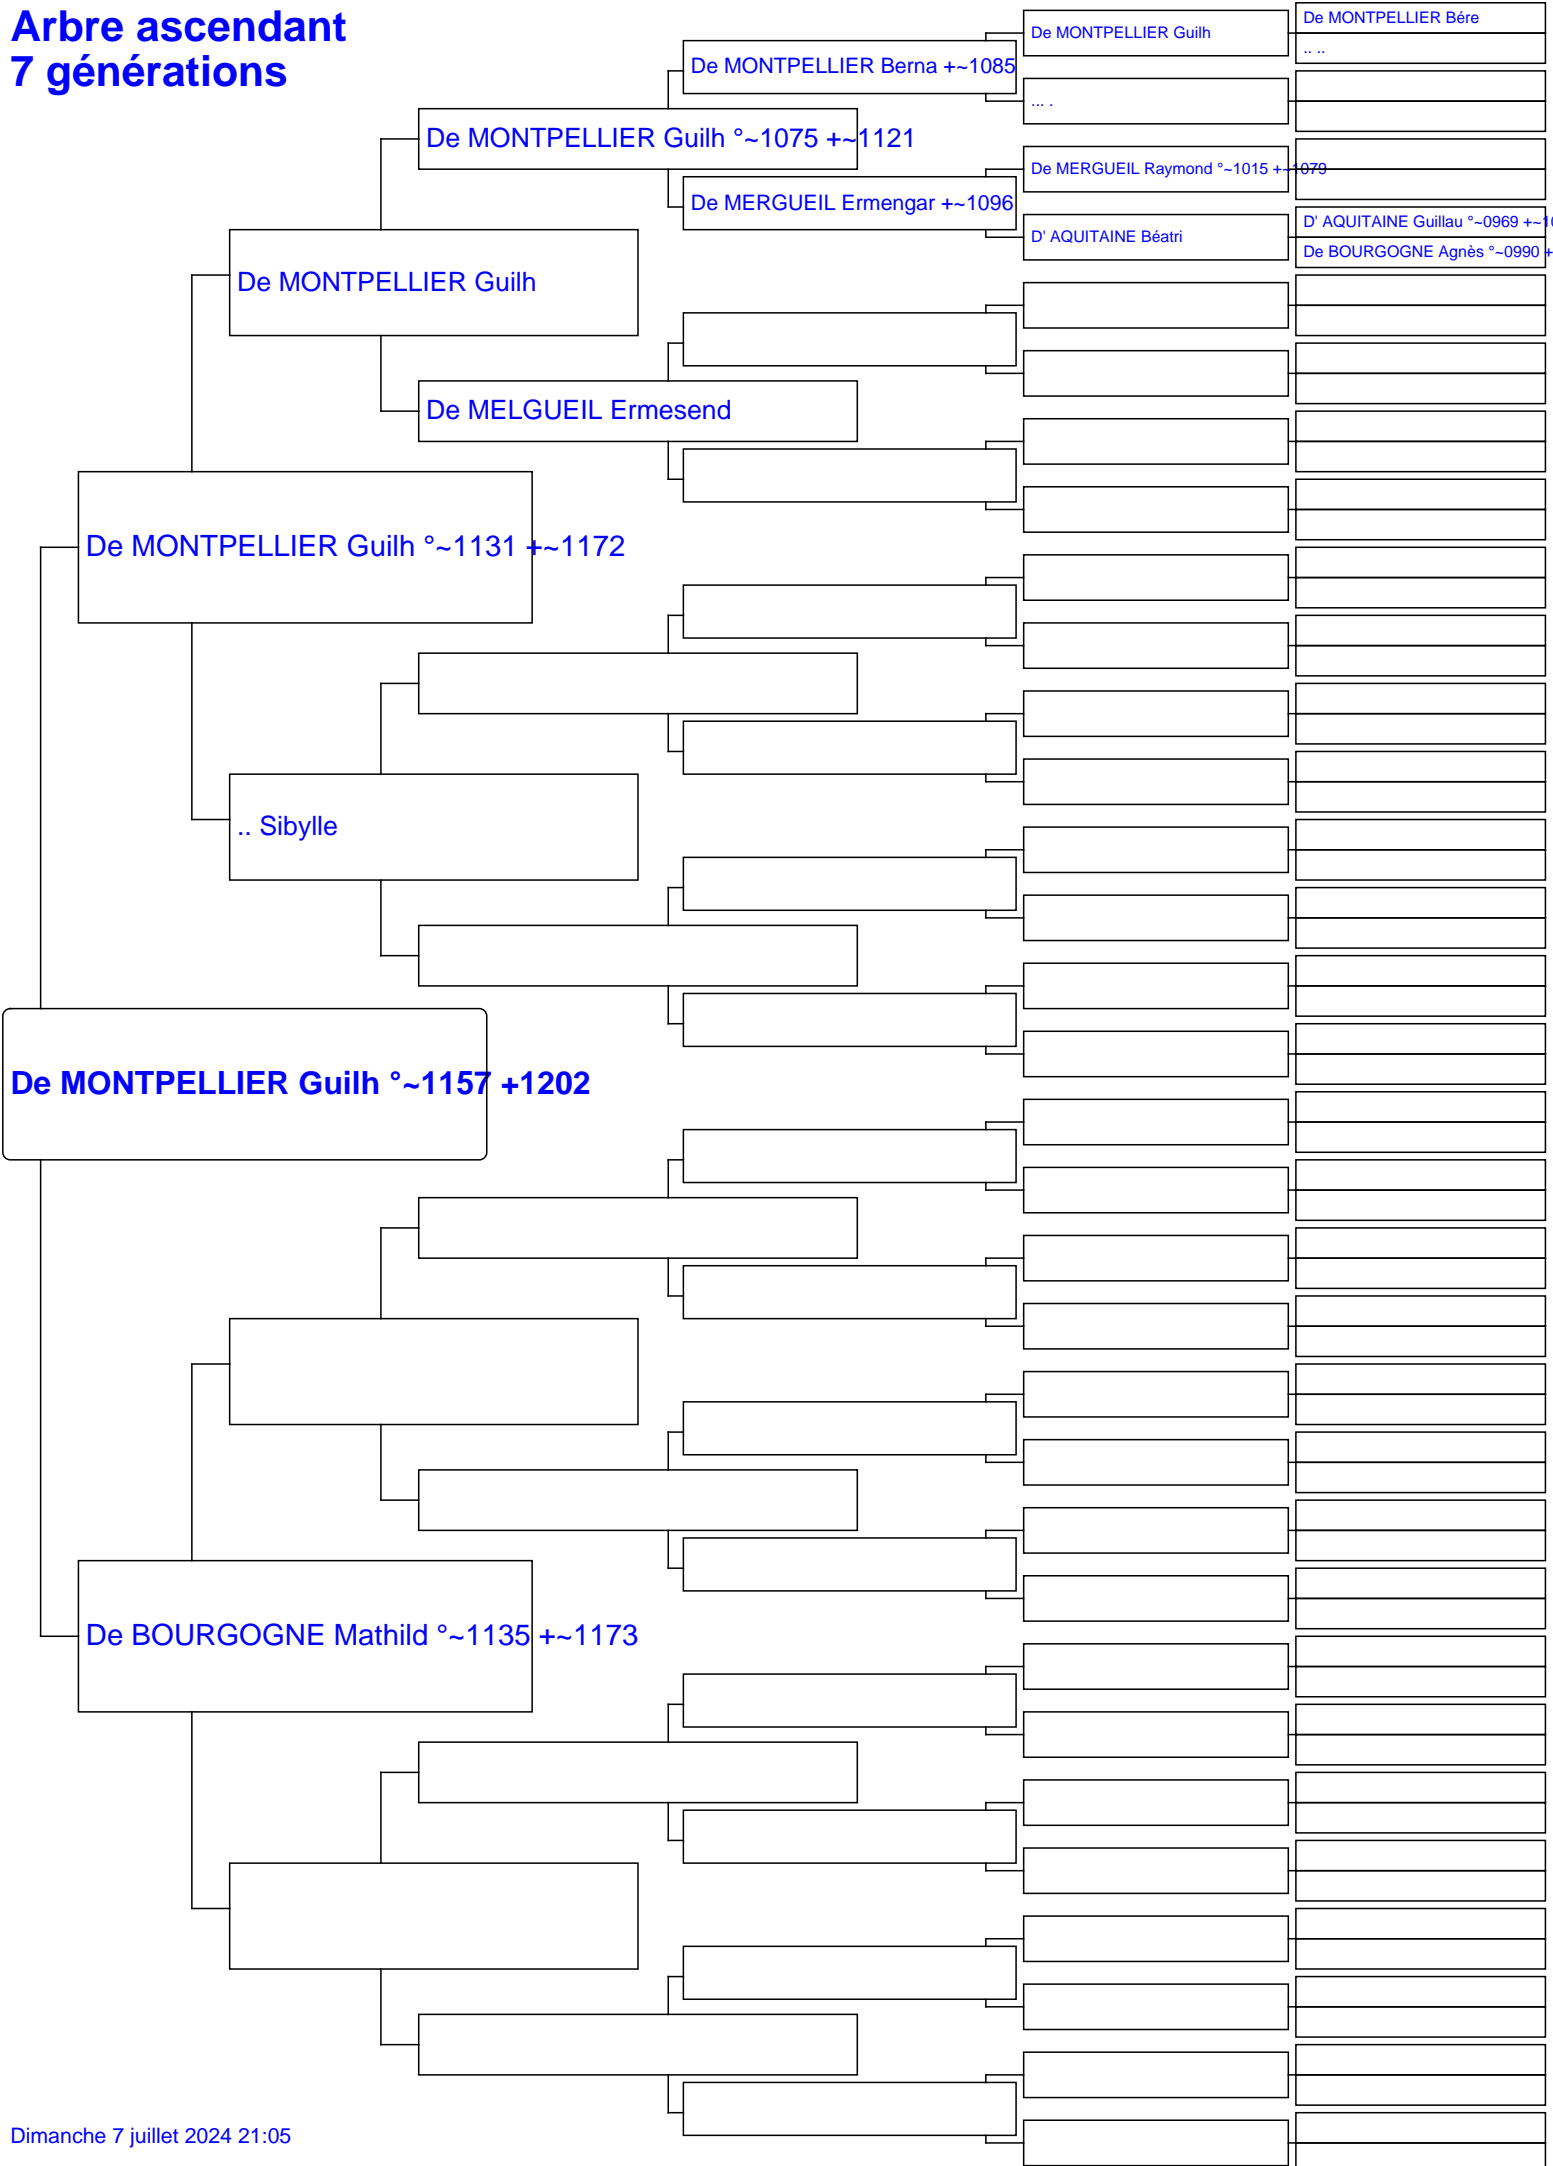 Arbre ascendant
7 générations
De MONTPELLIER Guilh
De MONTPELLIER Bére
.. ..
De MONTPELLIER Berna +~1085
... .
De MONTPELLIER Guilh °~1075 +~1121
De MERGUEIL Raymond °~1015 +~1079
De MERGUEIL Ermengar +~1096
D' AQUITAINE Béatri
D' AQUITAINE Guillau °~0969 +~10
De BOURGOGNE Agnès °~0990 +
De MONTPELLIER Guilh
De MELGUEIL Ermesend
De MONTPELLIER Guilh °~1131 +~1172
.. Sibylle
De MONTPELLIER Guilh °~1157 +1202
De BOURGOGNE Mathild °~1135 +~1173
Dimanche 7 juillet 2024 21:05